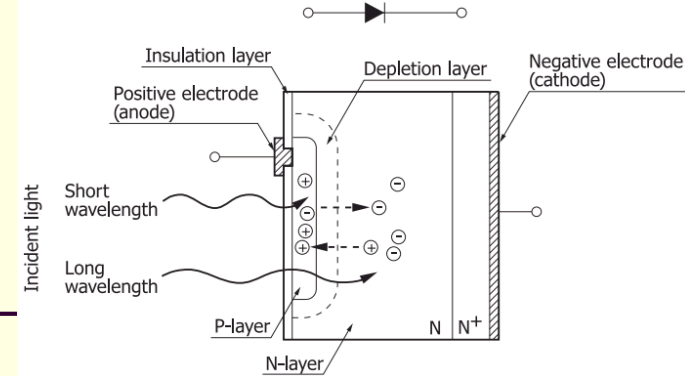 Insulation layer
Depletion layer
Negative electrode
(cathode)
Positive electrode
(anode)
Incident light
Short
wavelength
Long
wavelength
P-layer
N-layer
N
N+